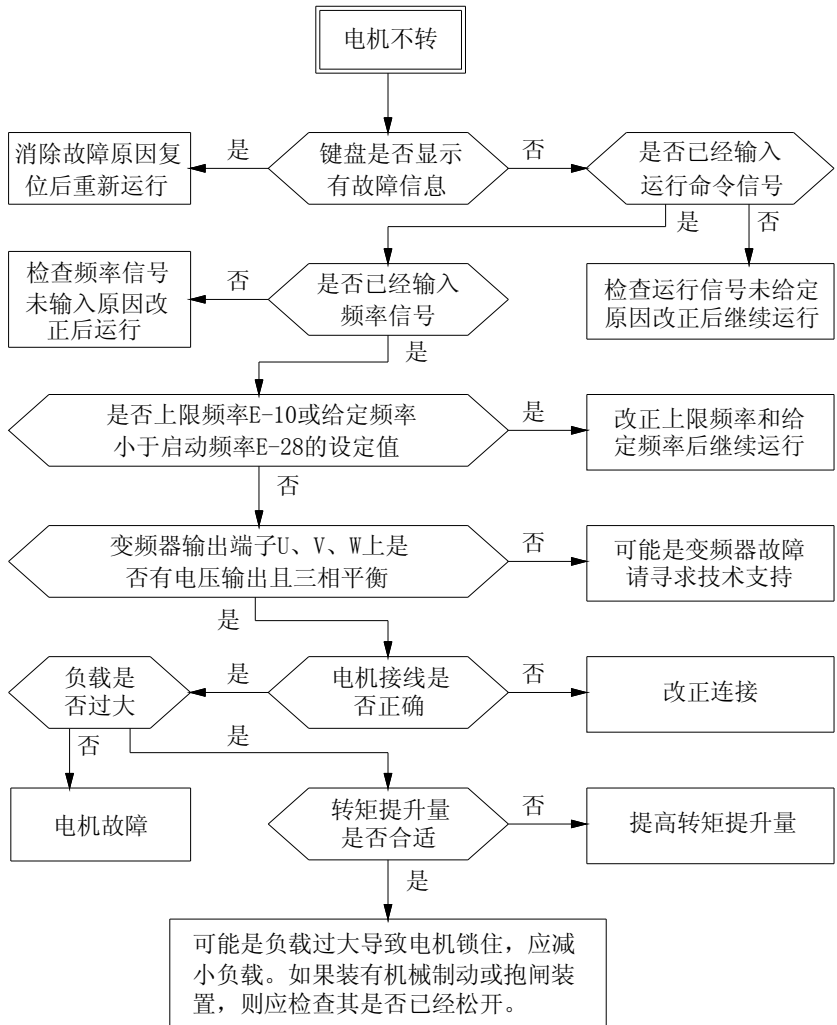 电机不转
消除故障原因复
位后重新运行
是
键盘是否显示
有故障信息
否
是否已经输入
运行命令信号
是
否
检查频率信号
未输入原因改
正后运行
否
是否已经输入
频率信号
检查运行信号未给定
原因改正后继续运行
是
是否上限频率E-10或给定频率
小于启动频率E-28的设定值
是
改正上限频率和给
定频率后继续运行
否
变频器输出端子U、V、W上是
否有电压输出且三相平衡
否
可能是变频器故障
请寻求技术支持
是
负载是
否过大
是
电机接线是
否正确
否
改正连接
否
是
电机故障
转矩提升量
是否合适
否
提高转矩提升量
是
可能是负载过大导致电机锁住，应减
小负载。如果装有机械制动或抱闸装
置，则应检查其是否已经松开。